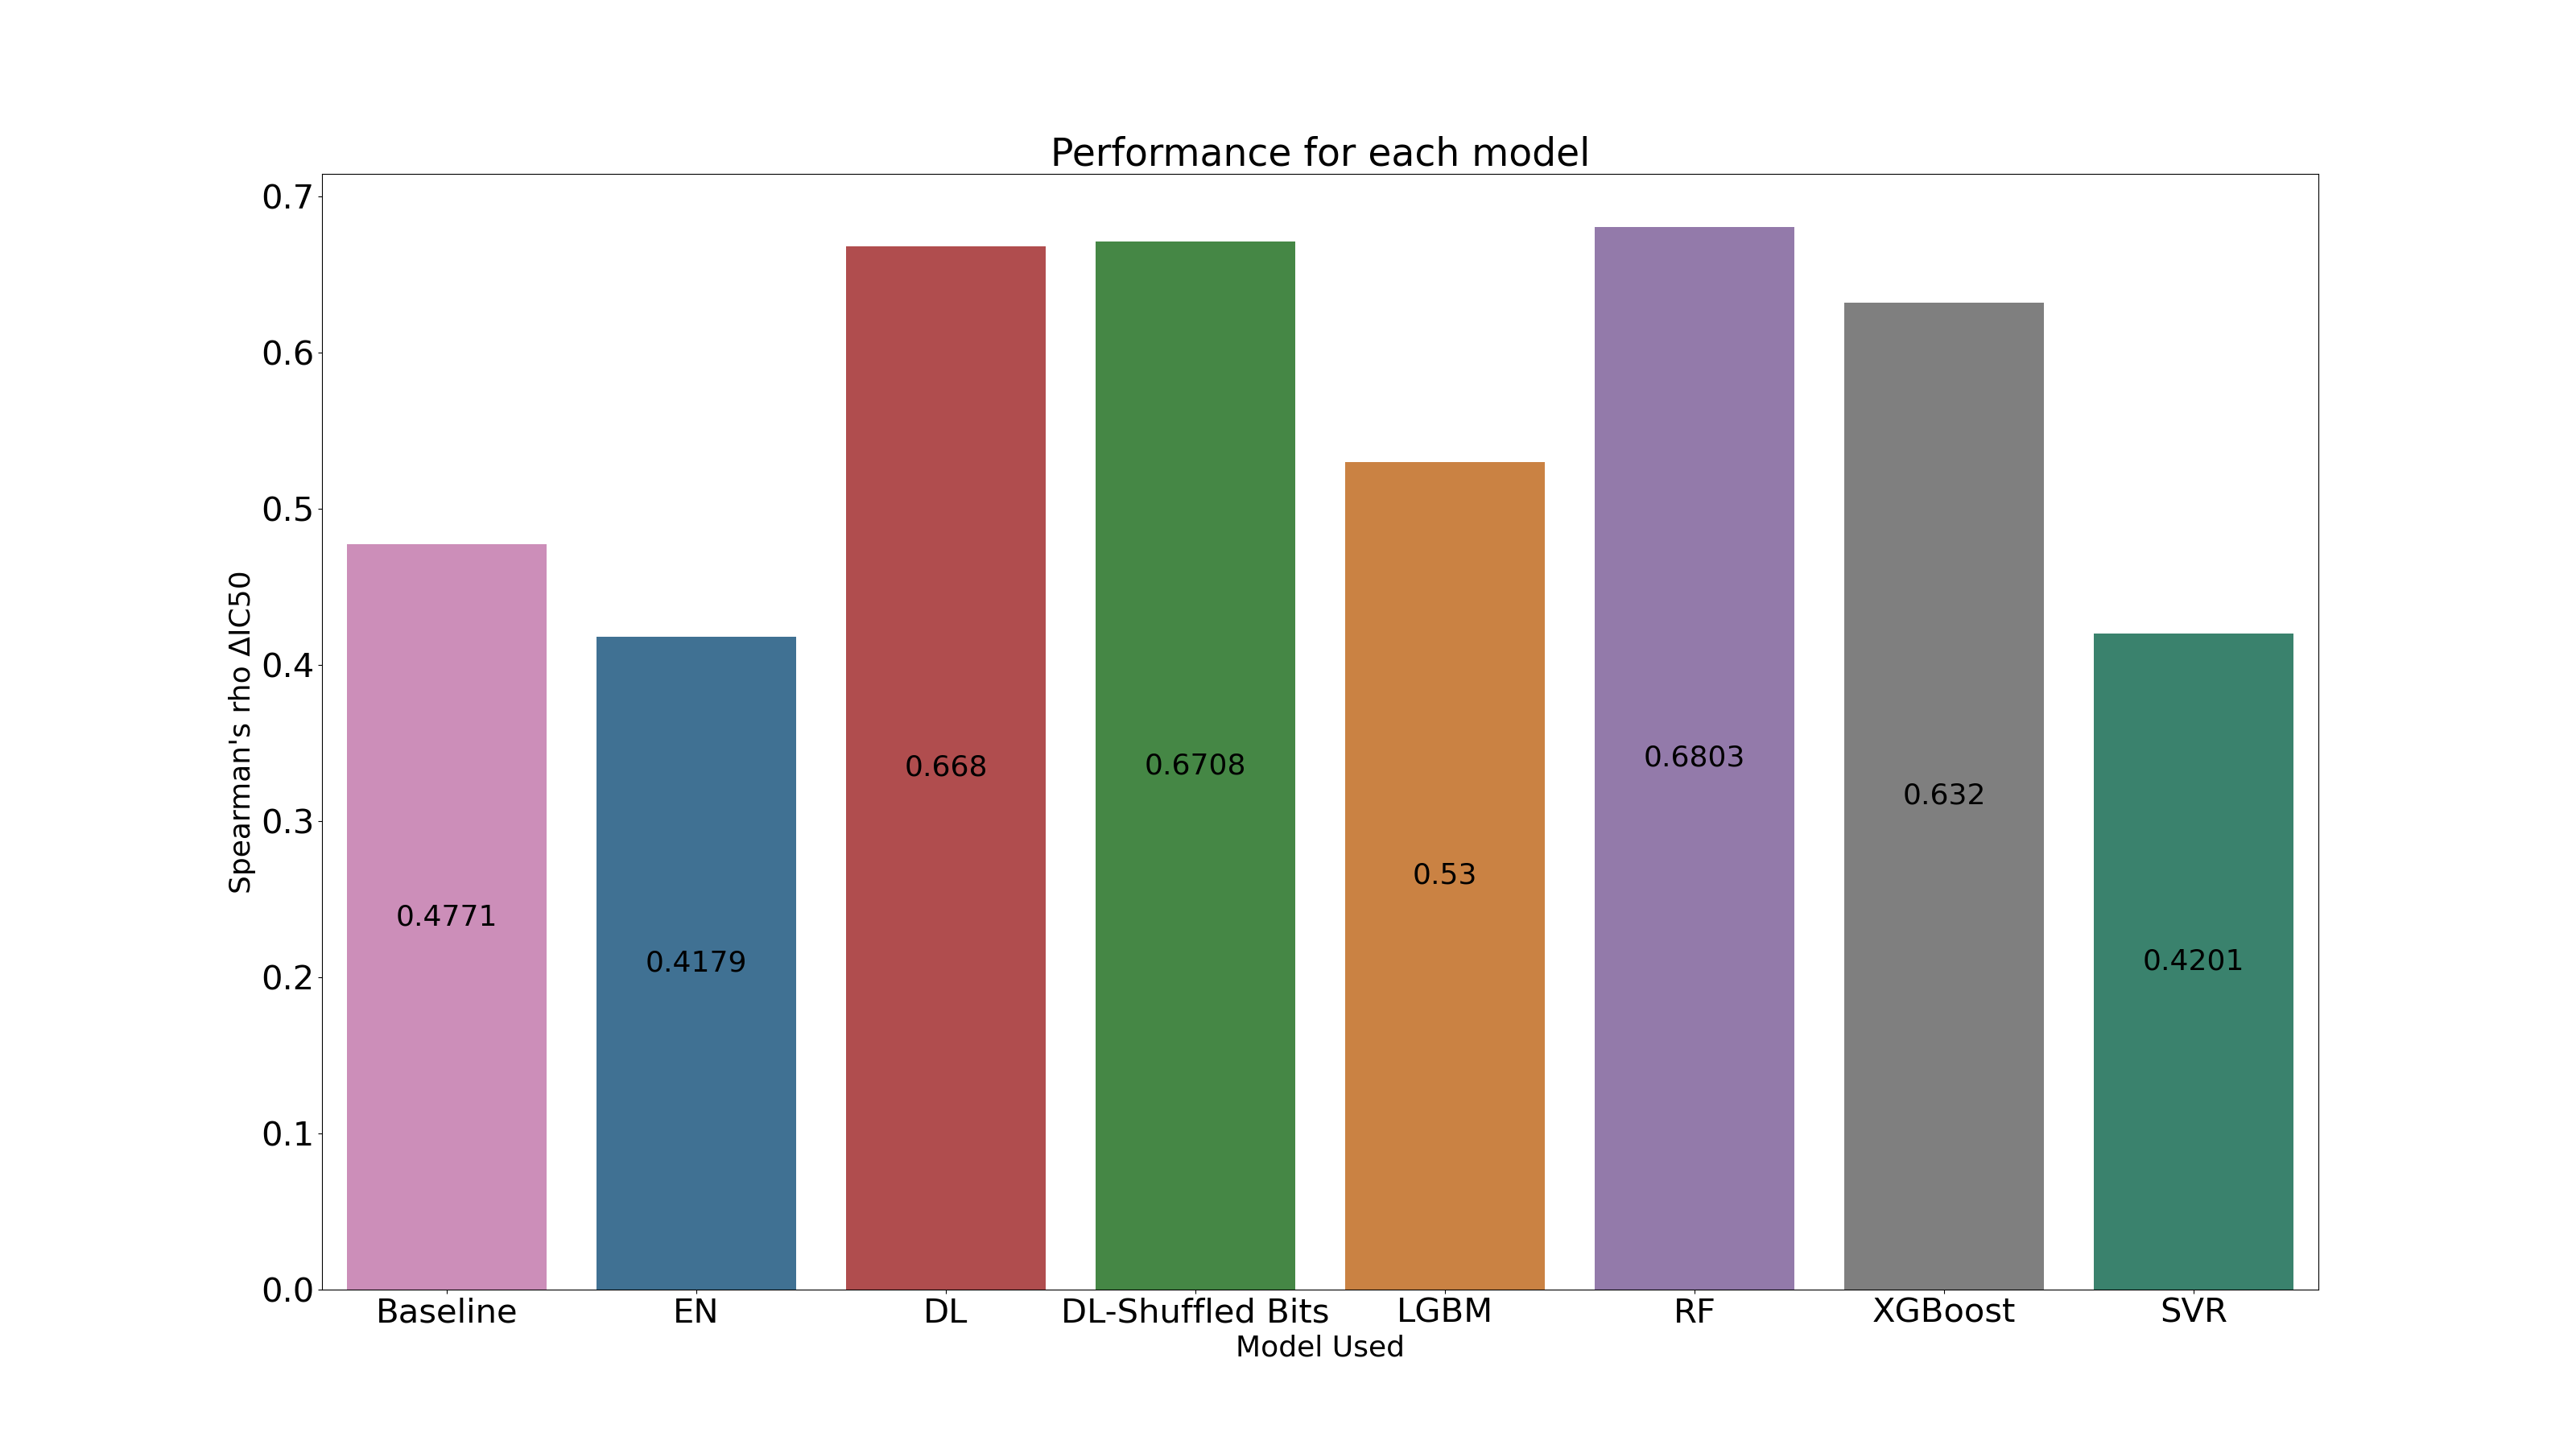 Performance for each model
0.7
0.6
0.5
0.4
0.3
0.2
0.1
0.0
Spearman's rho ΔIC50
0.4771
0.4179
0.668
0.6708
0.53
0.6803
0.632
0.4201
Baseline
EN
DL
DL-Shuffled Bits
LGBM
RF
XGBoost
SVR
Model Used